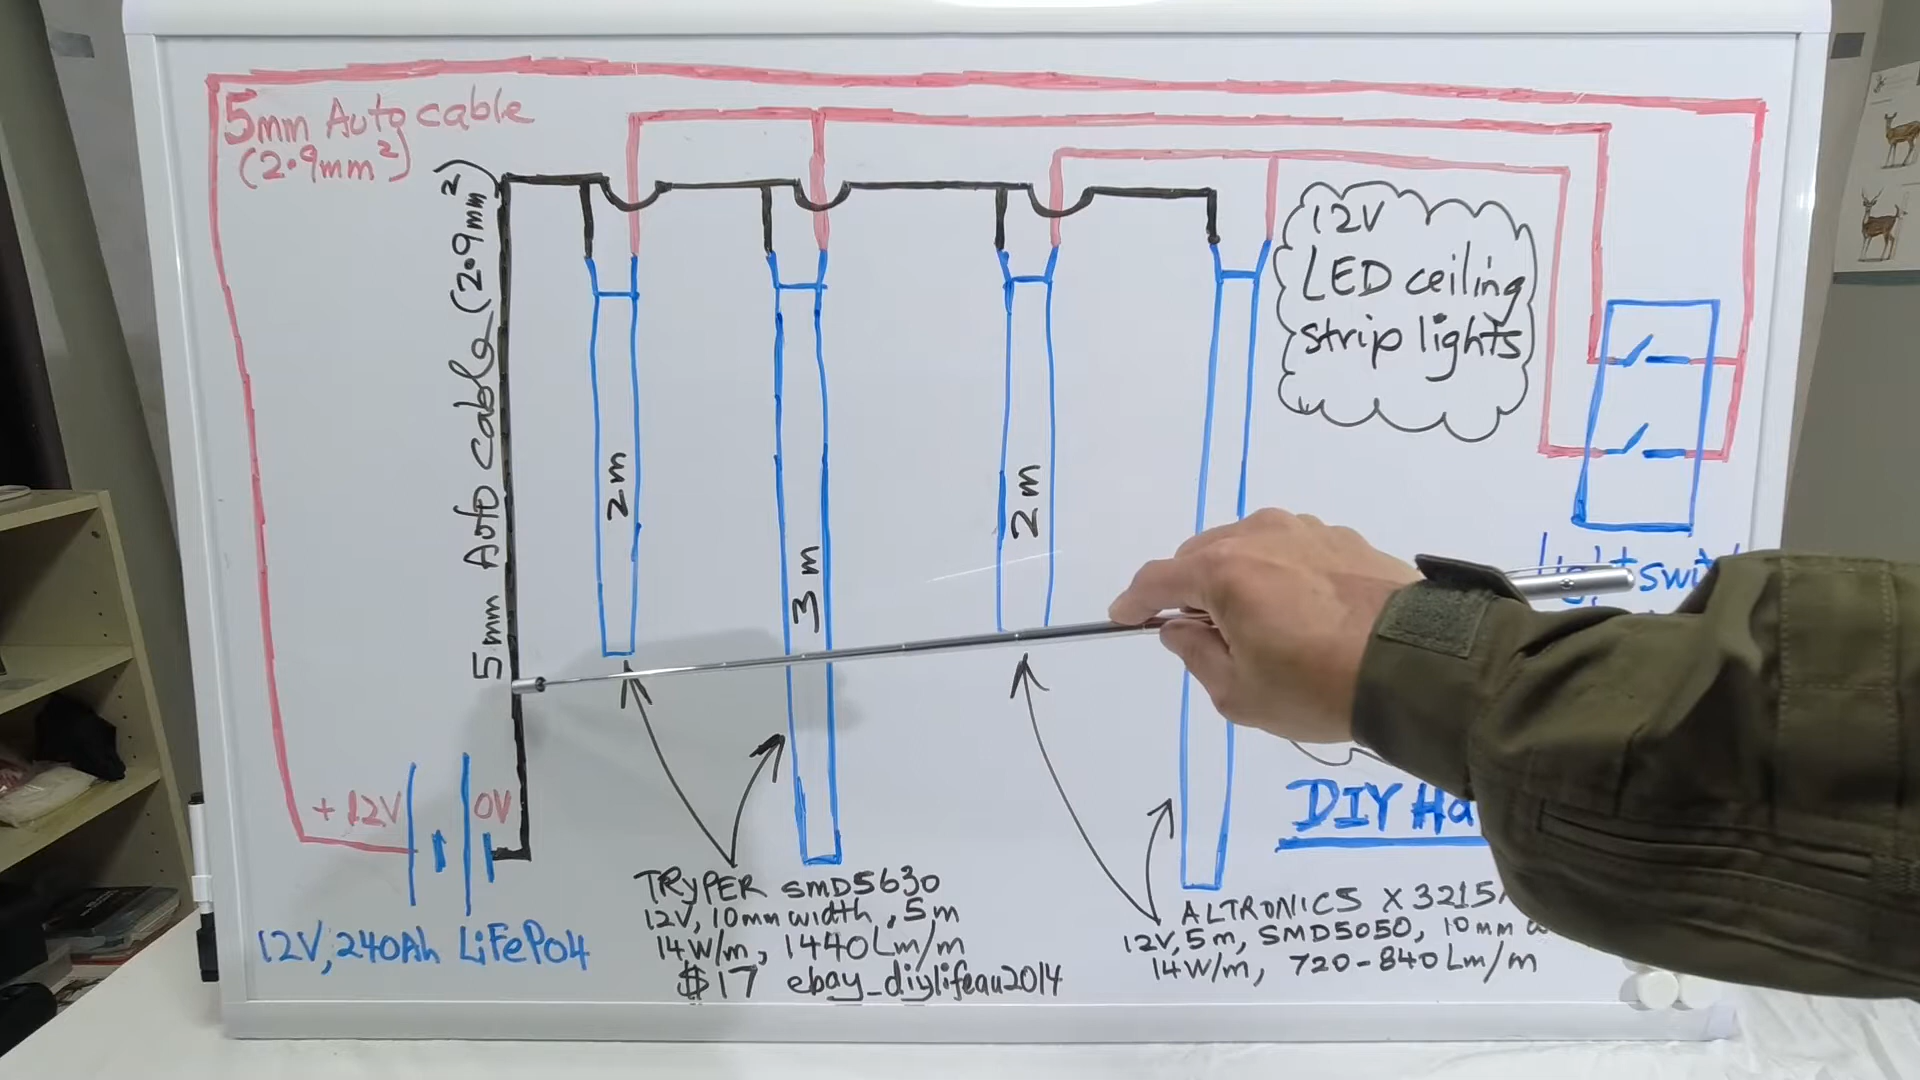 5mm Auto cable
(2.9mm²)
5mm Auto Cable (2.9mm²)
12V
LED ceiling
strip lights
2m
3m
2m
+12V
0V
12V, 240Ah LiFePO4
TRYPER SMD5630
12V, 10mm width, 5m
14W/m, 1440Lm/m
$17 ebay_diylifeau2014
DIY
ALTRONICS X3215
12V, 5m, SMD5050, 10mm
14W/m, 720-840Lm/m